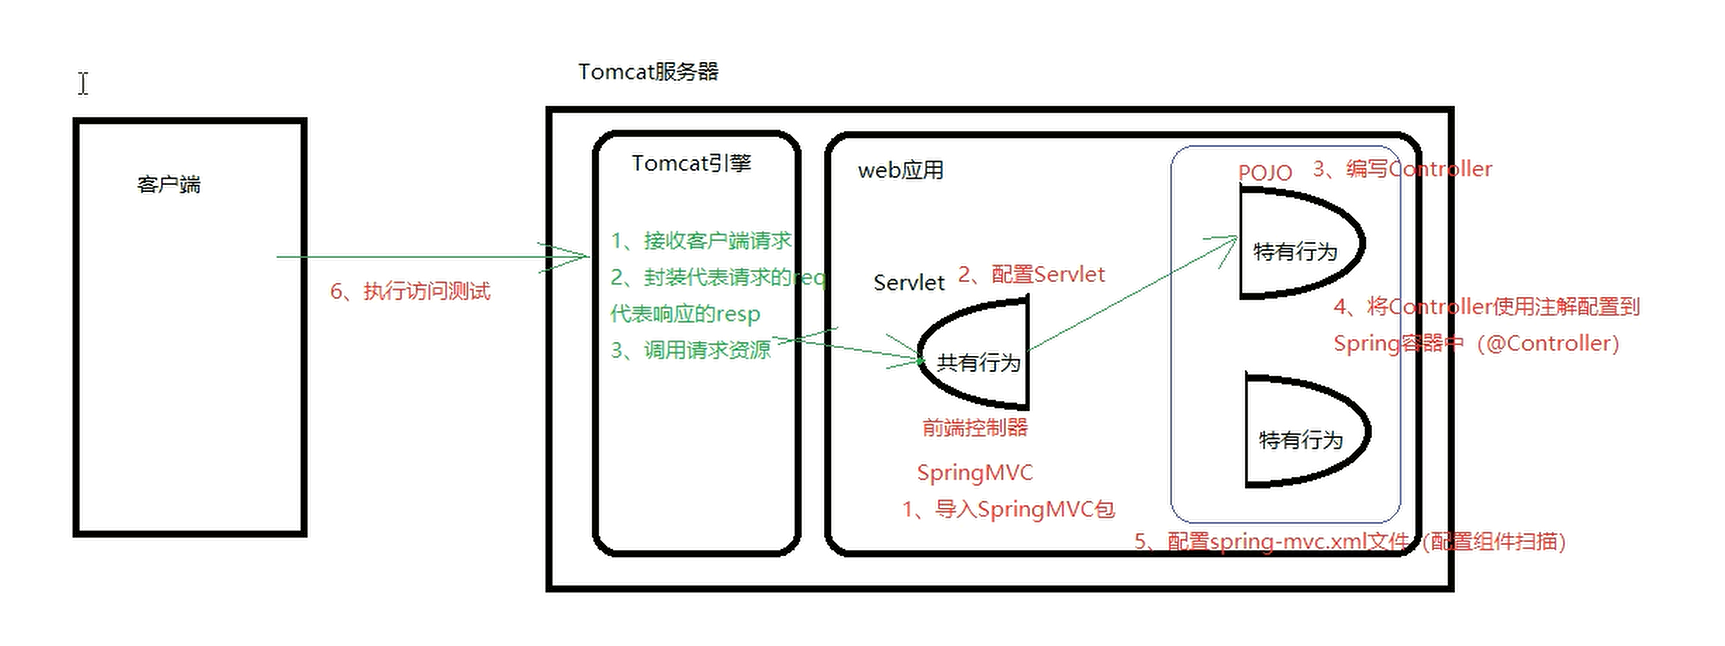 Tomcat服务器
客户端
6、执行访问测试
Tomcat引擎
1、接收客户端请求
2、封装代表请求的req
代表响应的resp
3、调用请求资源
web应用
Servlet
2、配置Servlet
共有行为
前端控制器
SpringMVC
1、导入SpringMVC包
POJO
3、编写Controller
特有行为
4、将Controller使用注解配置到
Spring容器中（@Controller）
特有行为
5、配置spring-mvc.xml文件（配置组件扫描）